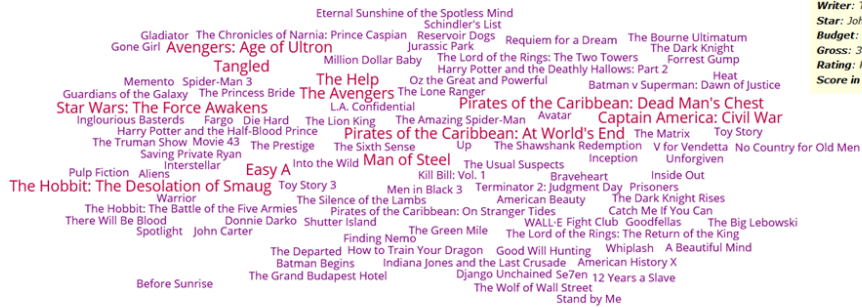 Eternal Sunshine of the Spotless Mind
Schindler's List
Gladiator The Chronicles of Narnia: Prince Caspian Reservoir Dogs Requiem for a Dream The Bourne Ultimatum
Gone Girl Avengers: Age of Ultron Jurassic Park The Dark Knight
Tangled Million Dollar Baby The Lord of the Rings: The Two Towers Forrest Gump
Harry Potter and the Deathly Hallows: Part 2
Memento Spider-Man 3 The Help Oz the Great and Powerful Heat
Batman v Superman: Dawn of Justice
Guardians of the Galaxy The Princess Bride The Avengers The Lone Ranger
Star Wars: The Force Awakens L.A. Confidential Pirates of the Caribbean: Dead Man's Chest
Inglourious Basterds Fargo Die Hard The Lion King The Amazing Spider-Man Avatar Captain America: Civil War
Harry Potter and the Half-Blood Prince Pirates of the Caribbean: At World's End The Matrix Toy Story
The Truman Show Movie 43 The Prestige The Sixth Sense Up The Shawshank Redemption V for Vendetta No Country for Old Men
Saving Private Ryan
Interstellar Into the Wild Man of Steel The Usual Suspects Inception Unforgiven
Pulp Fiction Aliens Easy A Kill Bill: Vol. 1 Braveheart Inside Out
The Hobbit: The Desolation of Smaug Toy Story 3 Men in Black 3 Terminator 2: Judgment Day Prisoners
Warrior The Silence of the Lambs American Beauty The Dark Knight Rises
The Hobbit: The Battle of the Five Armies Pirates of the Caribbean: On Stranger Tides Catch Me If You Can
There Will Be Blood Donnie Darko Shutter Island WALL·E Fight Club Goodfellas The Big Lebowski
Spotlight John Carter The Green Mile The Lord of the Rings: The Return of the King
Finding Nemo
The Departed How to Train Your Dragon Good Will Hunting Whiplash A Beautiful Mind
Batman Begins Indiana Jones and the Last Crusade American History X
The Grand Budapest Hotel Django Unchained Se7en 12 Years a Slave
Before Sunrise The Wolf of Wall Street
Stand by Me
Writer:
Star:
Budget:
Gross: 3
Rating:
Score in